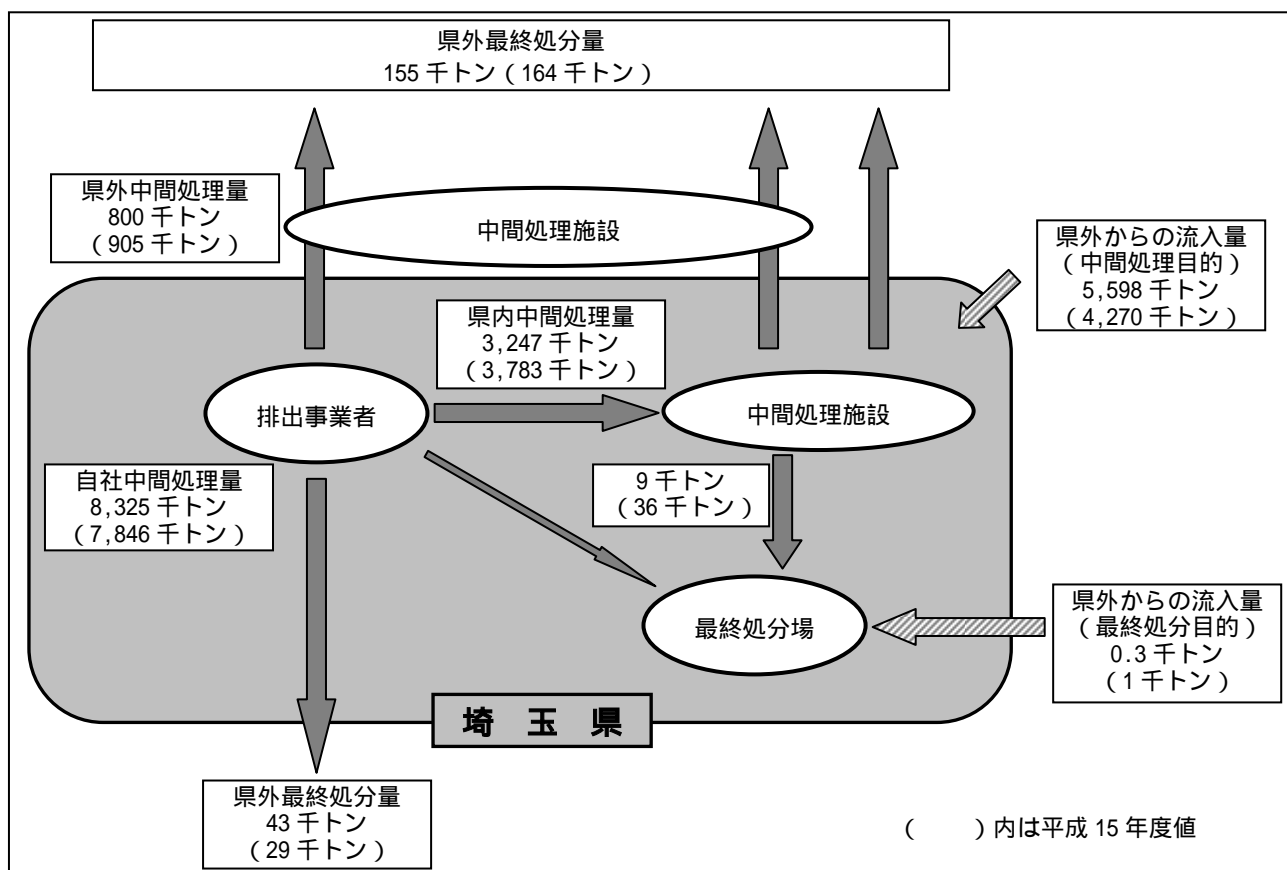 県外最終処分量
155 千トン（ 164 千トン ）
県外中間処理量
800 千トン
（ 905 千トン ）
中間処理施設
県外からの流入量
（ 中間処理目的 ）
5,598 千トン
（ 4,270 千トン ）
県内中間処理量
3,247 千トン
（ 3,783 千トン ）
排出事業者
中間処理施設
自社中間処理量
8,325 千トン
（ 7,846 千トン ）
9 千トン
（ 36 千トン ）
最終処分場
県外からの流入量
（ 最終処分目的 ）
0.3 千トン
（ 1 千トン ）
埼 玉 県
県外最終処分量
43 千トン
（ 29 千トン ）
（　　）内は平成 15 年度値